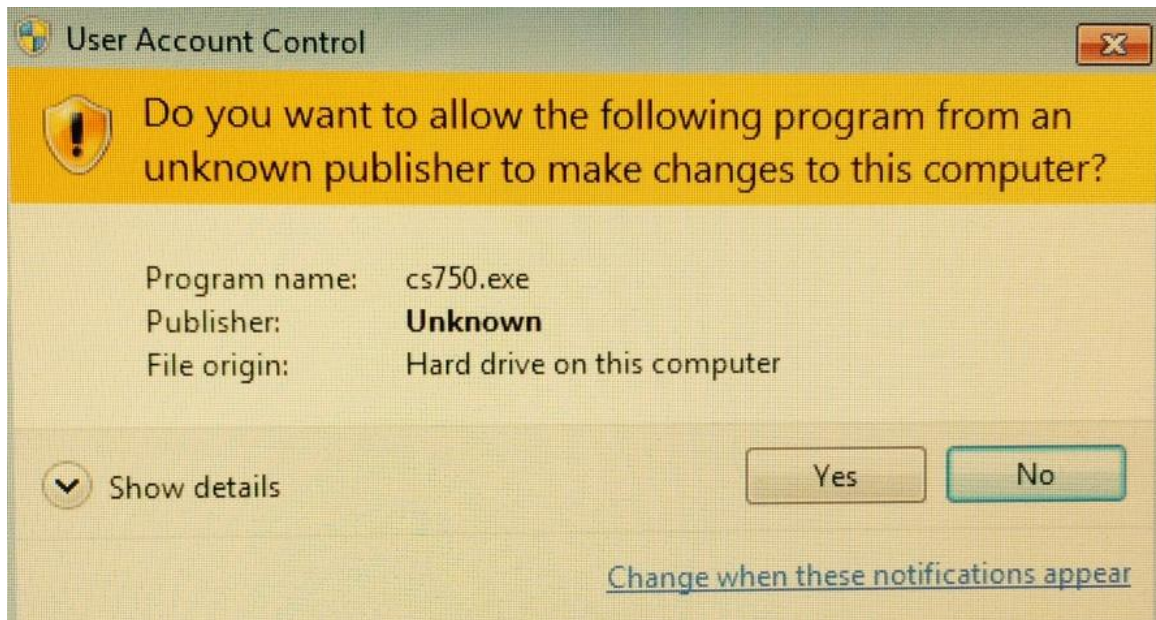 User Account Control
Do you want to allow the following program from an
unknown publisher to make changes to this computer?
Program name: cs750.exe
Publisher: Unknown
File origin: Hard drive on this computer
Show details
Yes No
Change when these notifications appear